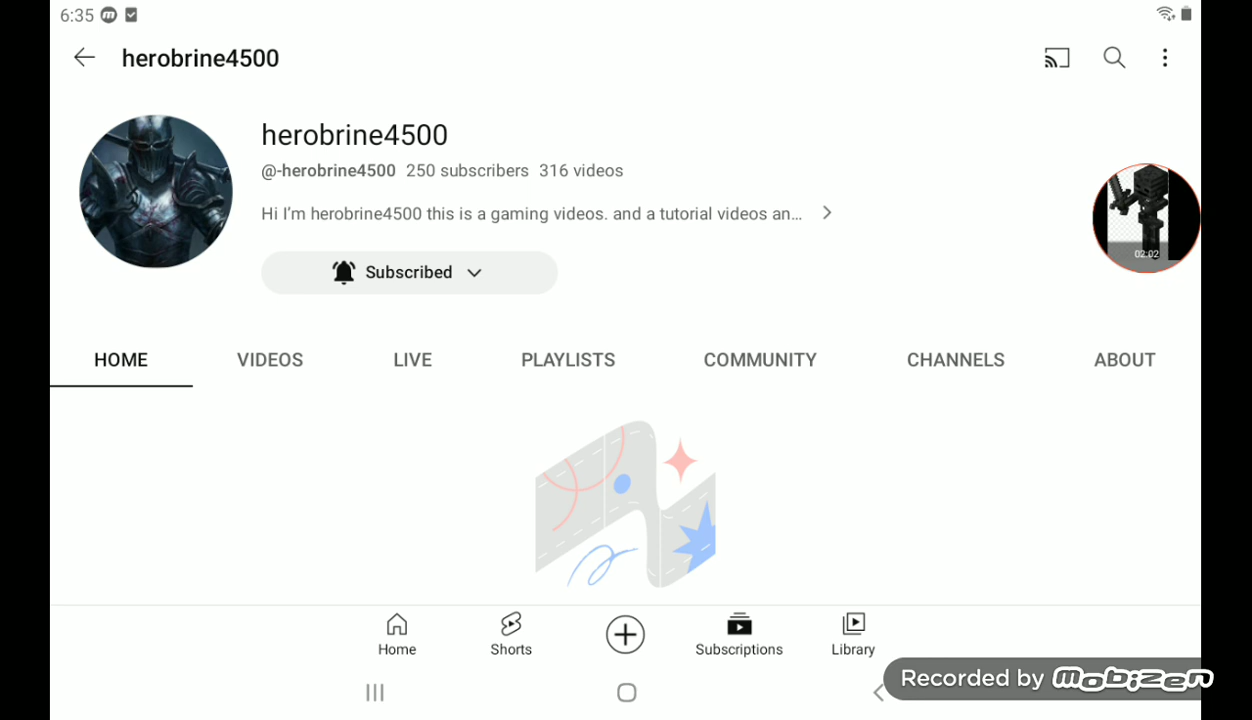 6:35
herobrine4500
herobrine4500
@-herobrine4500 250 subscribers 316 videos
Hi I'm herobrine4500 this is a gaming videos. and a tutorial videos an...
Subscribed
02:02
HOME VIDEOS LIVE PLAYLISTS COMMUNITY CHANNELS ABOUT
Home Shorts Subscriptions Library
Recorded by Mobizen